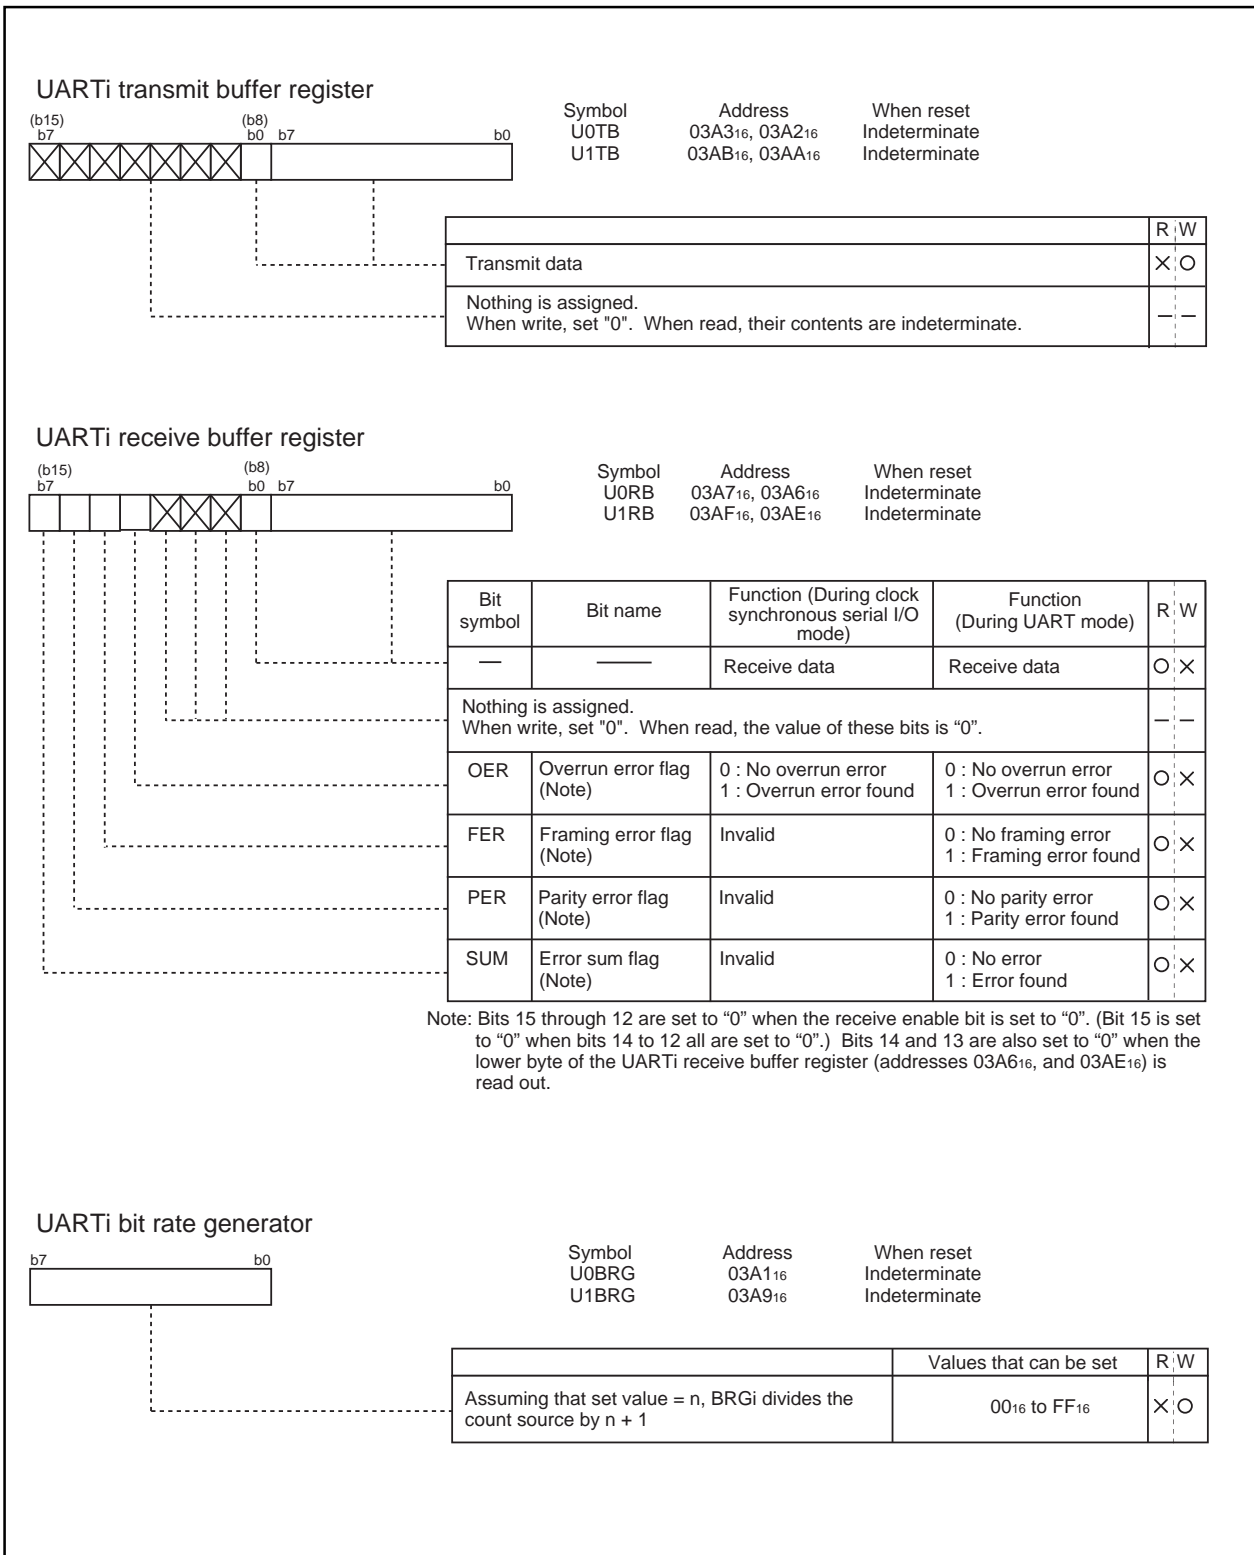 UARTi transmit buffer register
(b15) (b8)
b7 b0 b7 b0
Symbol Address When reset
U0TB 03A316, 03A216 Indeterminate
U1TB 03AB16, 03AA16 Indeterminate
R W
Transmit data × ○
Nothing is assigned.
When write, set "0". When read, their contents are indeterminate. — —
UARTi receive buffer register
(b15) (b8)
b7 b0 b7 b0
Symbol Address When reset
U0RB 03A716, 03A616 Indeterminate
U1RB 03AF16, 03AE16 Indeterminate
Bit symbol Bit name Function (During clock synchronous serial I/O mode) Function (During UART mode) R W
— — Receive data Receive data ○ ×
Nothing is assigned.
When write, set "0". When read, the value of these bits is “0”. — —
OER Overrun error flag 0 : No overrun error 0 : No overrun error ○ ×
(Note) 1 : Overrun error found 1 : Overrun error found
FER Framing error flag Invalid 0 : No framing error ○ ×
(Note) 1 : Framing error found
PER Parity error flag Invalid 0 : No parity error ○ ×
(Note) 1 : Parity error found
SUM Error sum flag Invalid 0 : No error ○ ×
(Note) 1 : Error found
Note: Bits 15 through 12 are set to “0” when the receive enable bit is set to “0”. (Bit 15 is set
to “0” when bits 14 to 12 all are set to “0”.) Bits 14 and 13 are also set to “0” when the
lower byte of the UARTi receive buffer register (addresses 03A616, and 03AE16) is
read out.
UARTi bit rate generator
b7 b0
Symbol Address When reset
U0BRG 03A116 Indeterminate
U1BRG 03A916 Indeterminate
Values that can be set R W
Assuming that set value = n, BRGi divides the
count source by n + 1 0016 to FF16 × ○